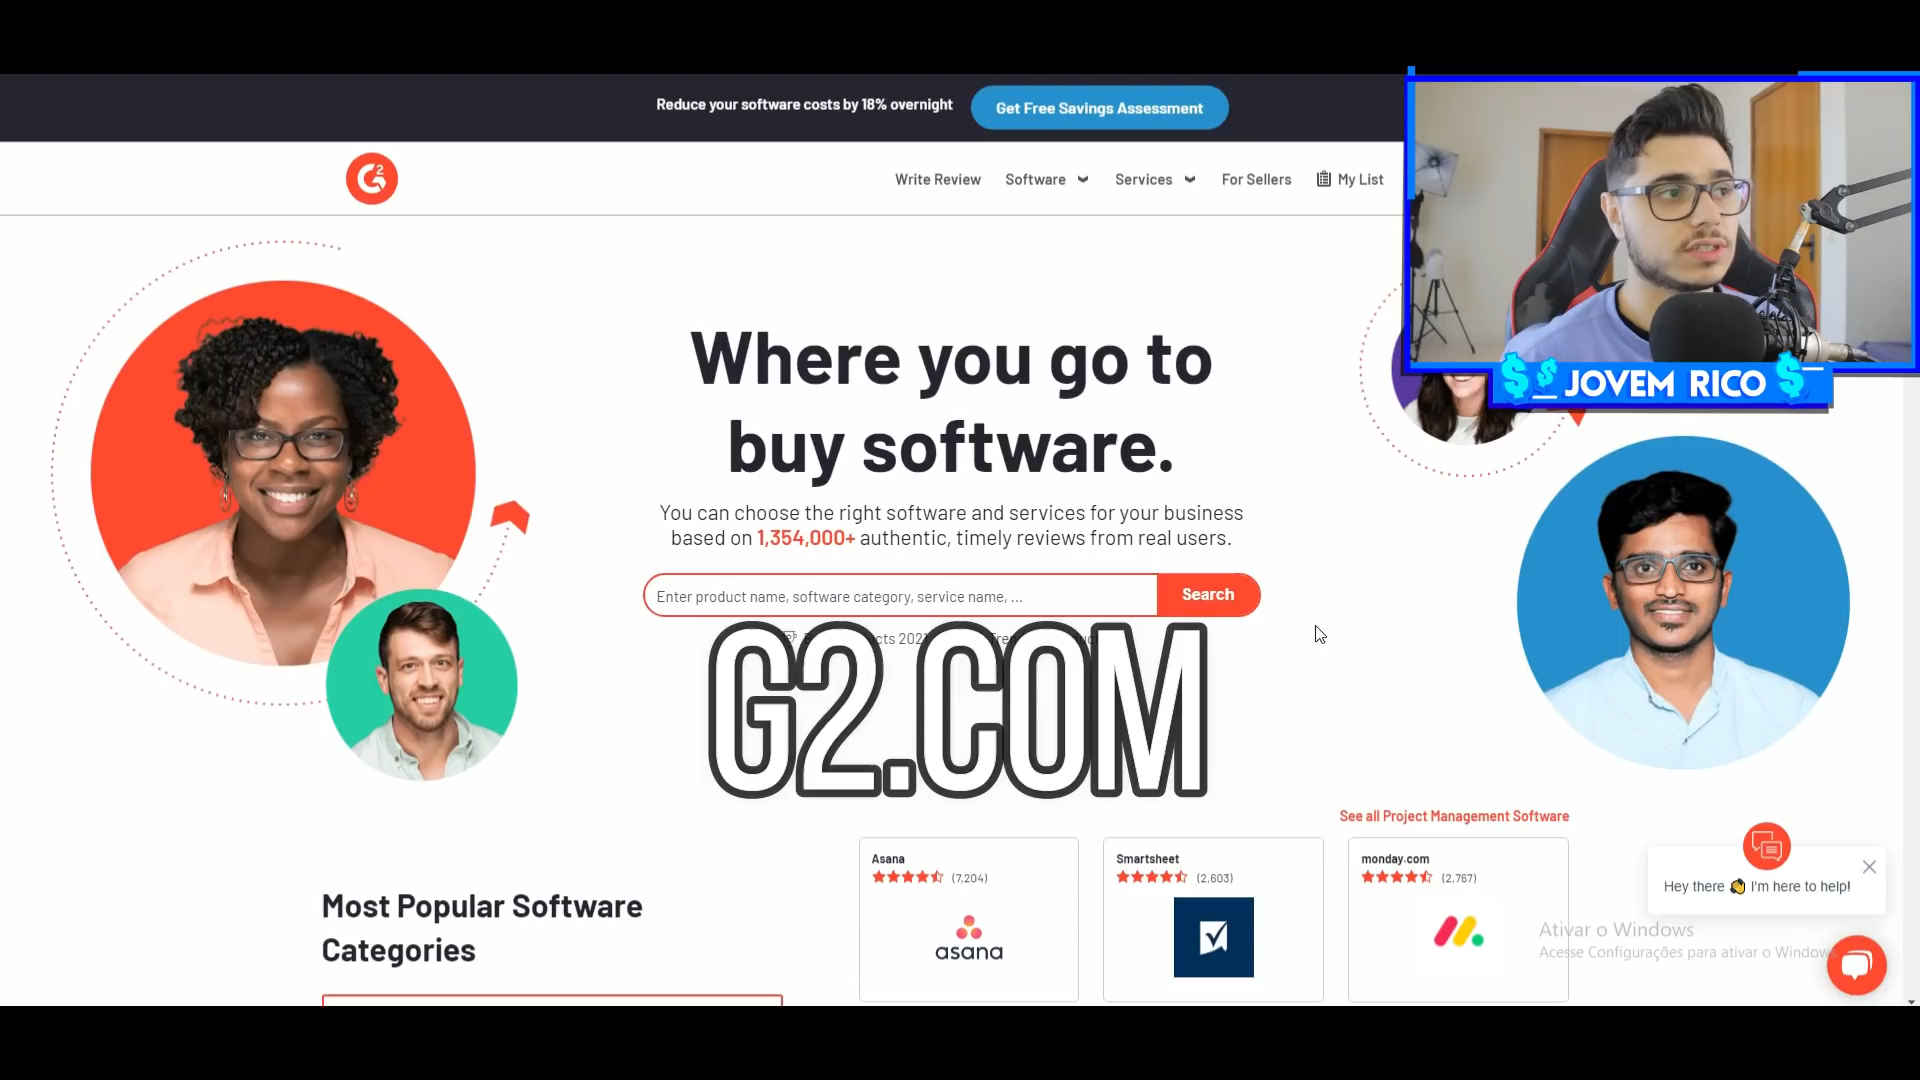 Reduce your software costs by 18% overnight
Get Free Savings Assessment
G2
Write Review
Software
Services
For Sellers
My List
JOVEM RICO
Where you go to
buy software.
You can choose the right software and services for your business
based on 1,354,000+ authentic, timely reviews from real users.
Enter product name, software category, service name, ...
Search
2021
G2.COM
See all Project Management Software
Asana
(7,204)
asana
Smartsheet
(2,603)
monday.com
(2,767)
Most Popular Software
Categories
Hey there 👋 I'm here to help!
Ativar o Windows
Acesse Configurações para ativar o Windows